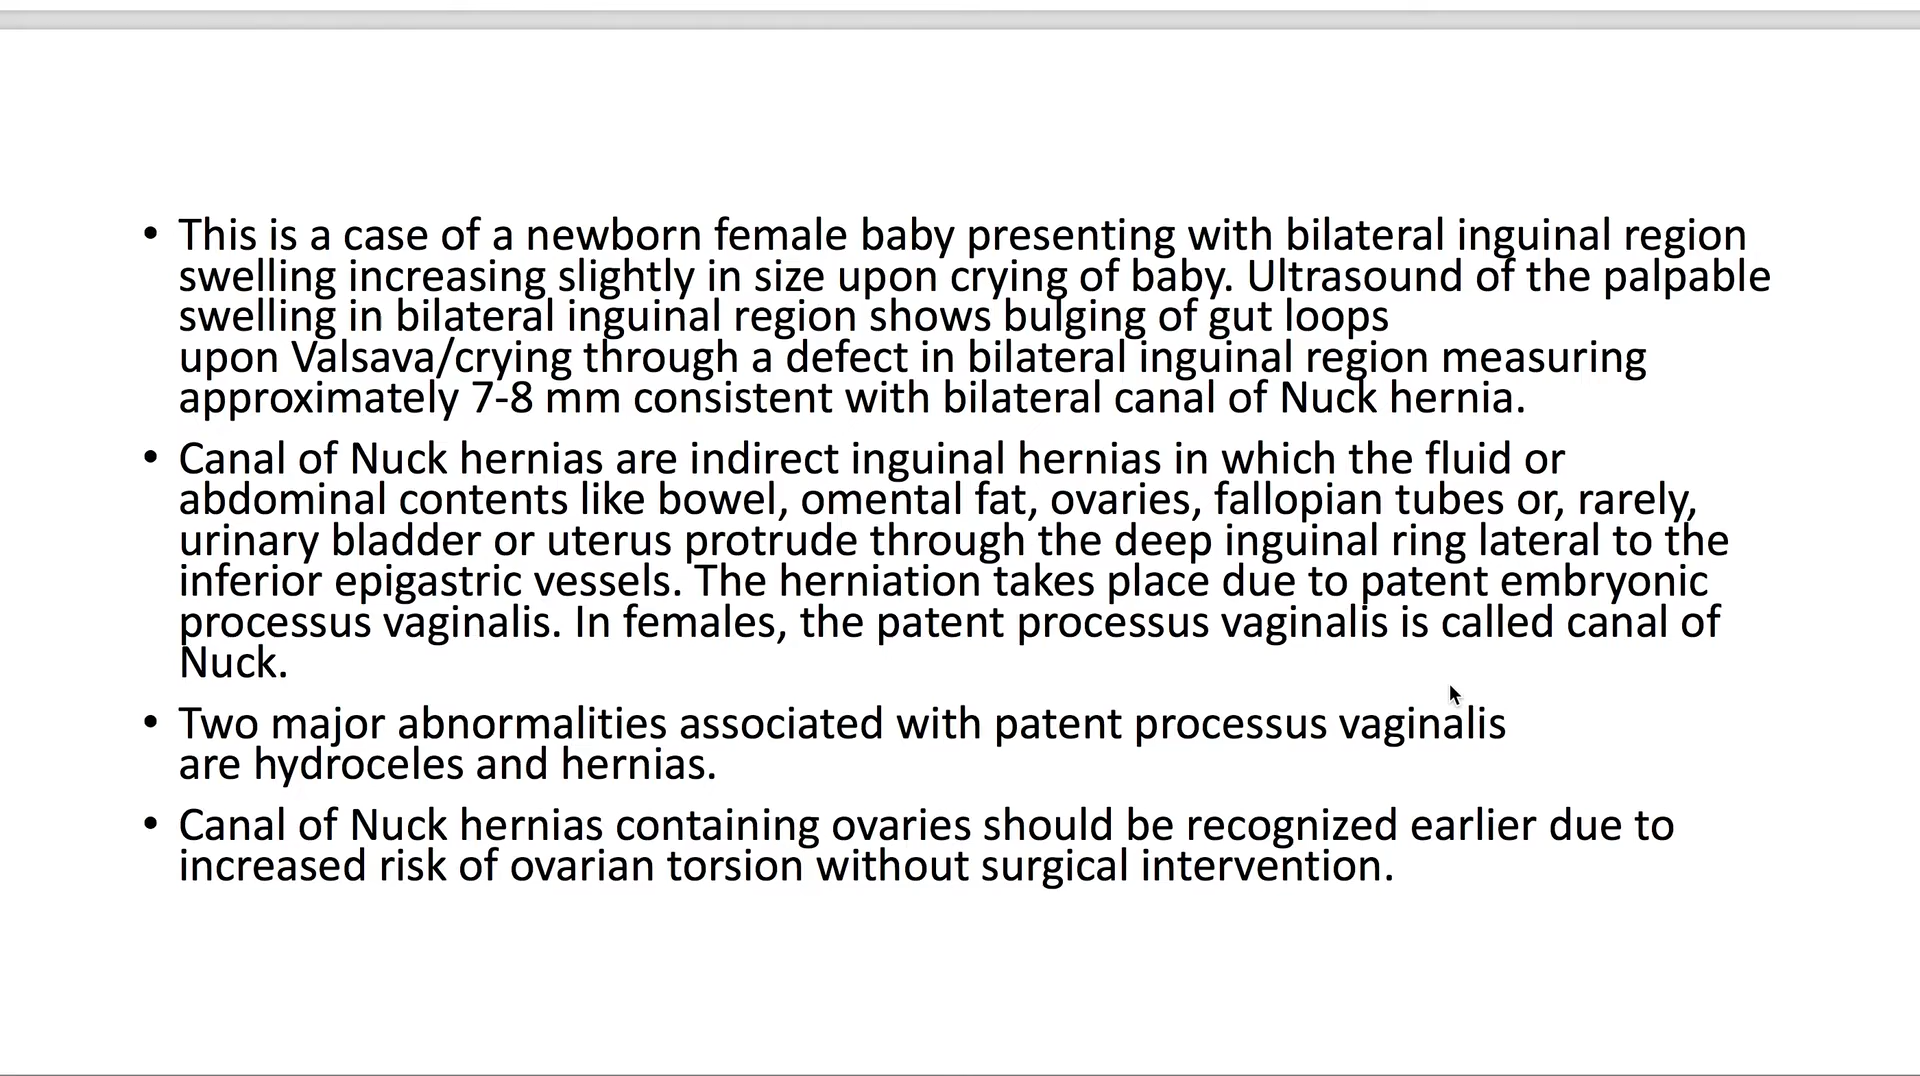 • This is a case of a newborn female baby presenting with bilateral inguinal region
swelling increasing slightly in size upon crying of baby. Ultrasound of the palpable
swelling in bilateral inguinal region shows bulging of gut loops
upon Valsava/crying through a defect in bilateral inguinal region measuring
approximately 7-8 mm consistent with bilateral canal of Nuck hernia.
• Canal of Nuck hernias are indirect inguinal hernias in which the fluid or
abdominal contents like bowel, omental fat, ovaries, fallopian tubes or, rarely,
urinary bladder or uterus protrude through the deep inguinal ring lateral to the
inferior epigastric vessels. The herniation takes place due to patent embryonic
processus vaginalis. In females, the patent processus vaginalis is called canal of
Nuck.
• Two major abnormalities associated with patent processus vaginalis
are hydroceles and hernias.
• Canal of Nuck hernias containing ovaries should be recognized earlier due to
increased risk of ovarian torsion without surgical intervention.